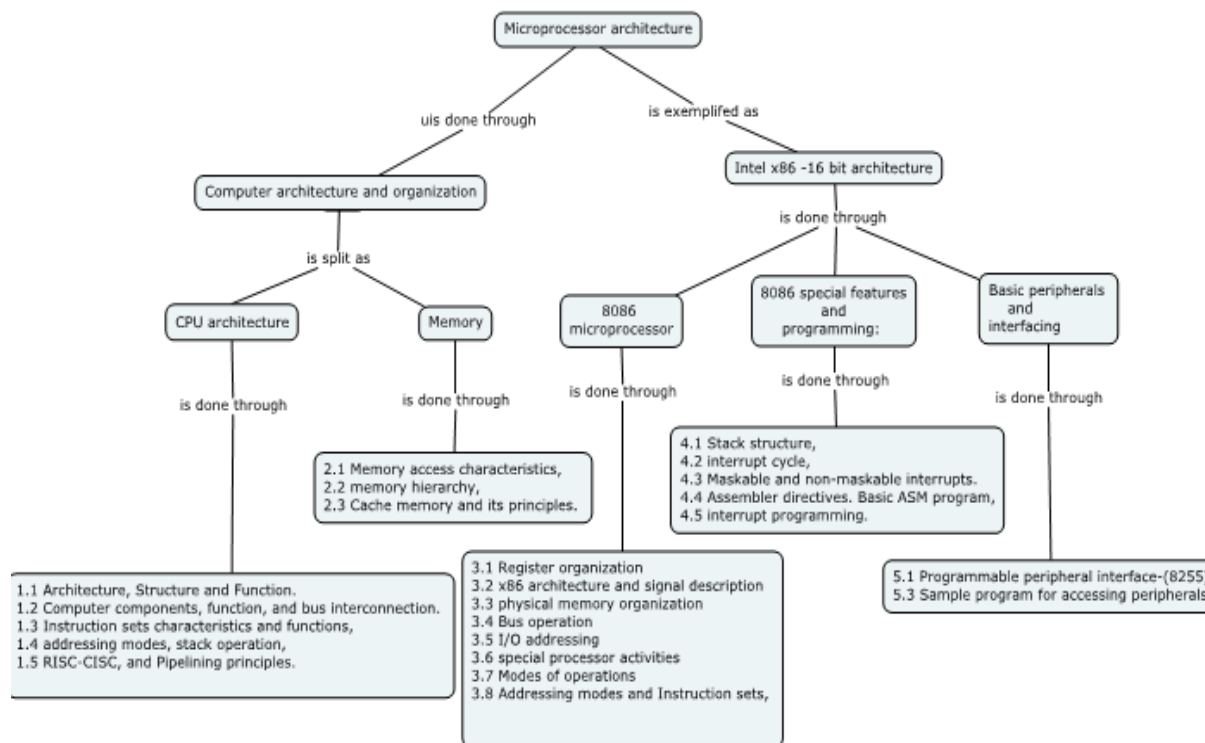 Microprocessor architecture
uis done through
is exemplifed as
Computer architecture and organization
Intel x86 -16 bit architecture
is split as
is done through
CPU architecture
Memory
8086
microprocessor
8086 special features
and
programming:
Basic peripherals
and
interfacing
is done through
is done through
is done through
is done through
is done through
2.1 Memory access characteristics,
2.2 memory hierarchy,
2.3 Cache memory and its principles.
4.1 Stack structure,
4.2 interrupt cycle,
4.3 Maskable and non-maskable interrupts.
4.4 Assembler directives. Basic ASM program,
4.5 interrupt programming.
1.1 Architecture, Structure and Function.
1.2 Computer components, function, and bus interconnection.
1.3 Instruction sets characteristics and functions,
1.4 addressing modes, stack operation,
1.5 RISC-CISC, and Pipelining principles.
3.1 Register organization
3.2 x86 architecture and signal description
3.3 physical memory organization
3.4 Bus operation
3.5 I/O addressing
3.6 special processor activities
3.7 Modes of operations
3.8 Addressing modes and Instruction sets,
5.1 Programmable peripheral interface-(8255)
5.3 Sample program for accessing peripherals